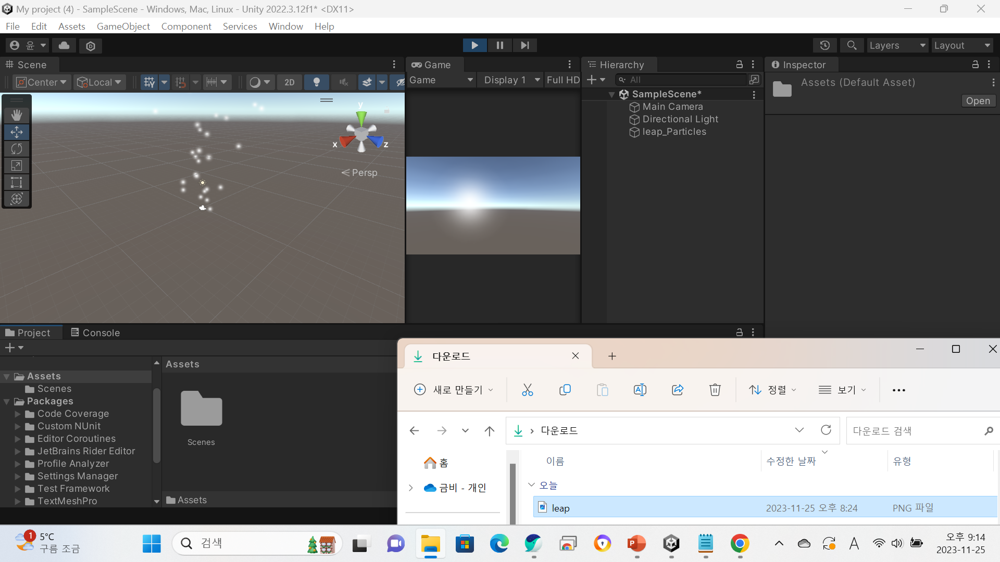 My project (4) - SampleScene - Windows, Mac, Linux - Unity 2022.3.12f1* <DX11>
File Edit Assets GameObject Component Services Window Help
윤 Layers Layout
Scene Game Hierarchy Inspector
Center Local 2D
Game Display 1 Full HD
All
Assets (Default Asset)
Open
SampleScene*
Main Camera
Directional Light
leap_Particles
y
x
z
Persp
Project Console
Assets
Scenes
Packages
Code Coverage
Custom NUnit
Editor Coroutines
JetBrains Rider Editor
Profile Analyzer
Settings Manager
Test Framework
TextMeshPro
Assets
Scenes
Assets
다운로드
새로 만들기 정렬 보기
다운로드 다운로드 검색
홈
금비 - 개인
이름 수정한 날짜 유형
오늘
leap 2023-11-25 오후 8:24 PNG 파일
1
5°C
구름 조금
검색
P
A
오후 9:14
2023-11-25